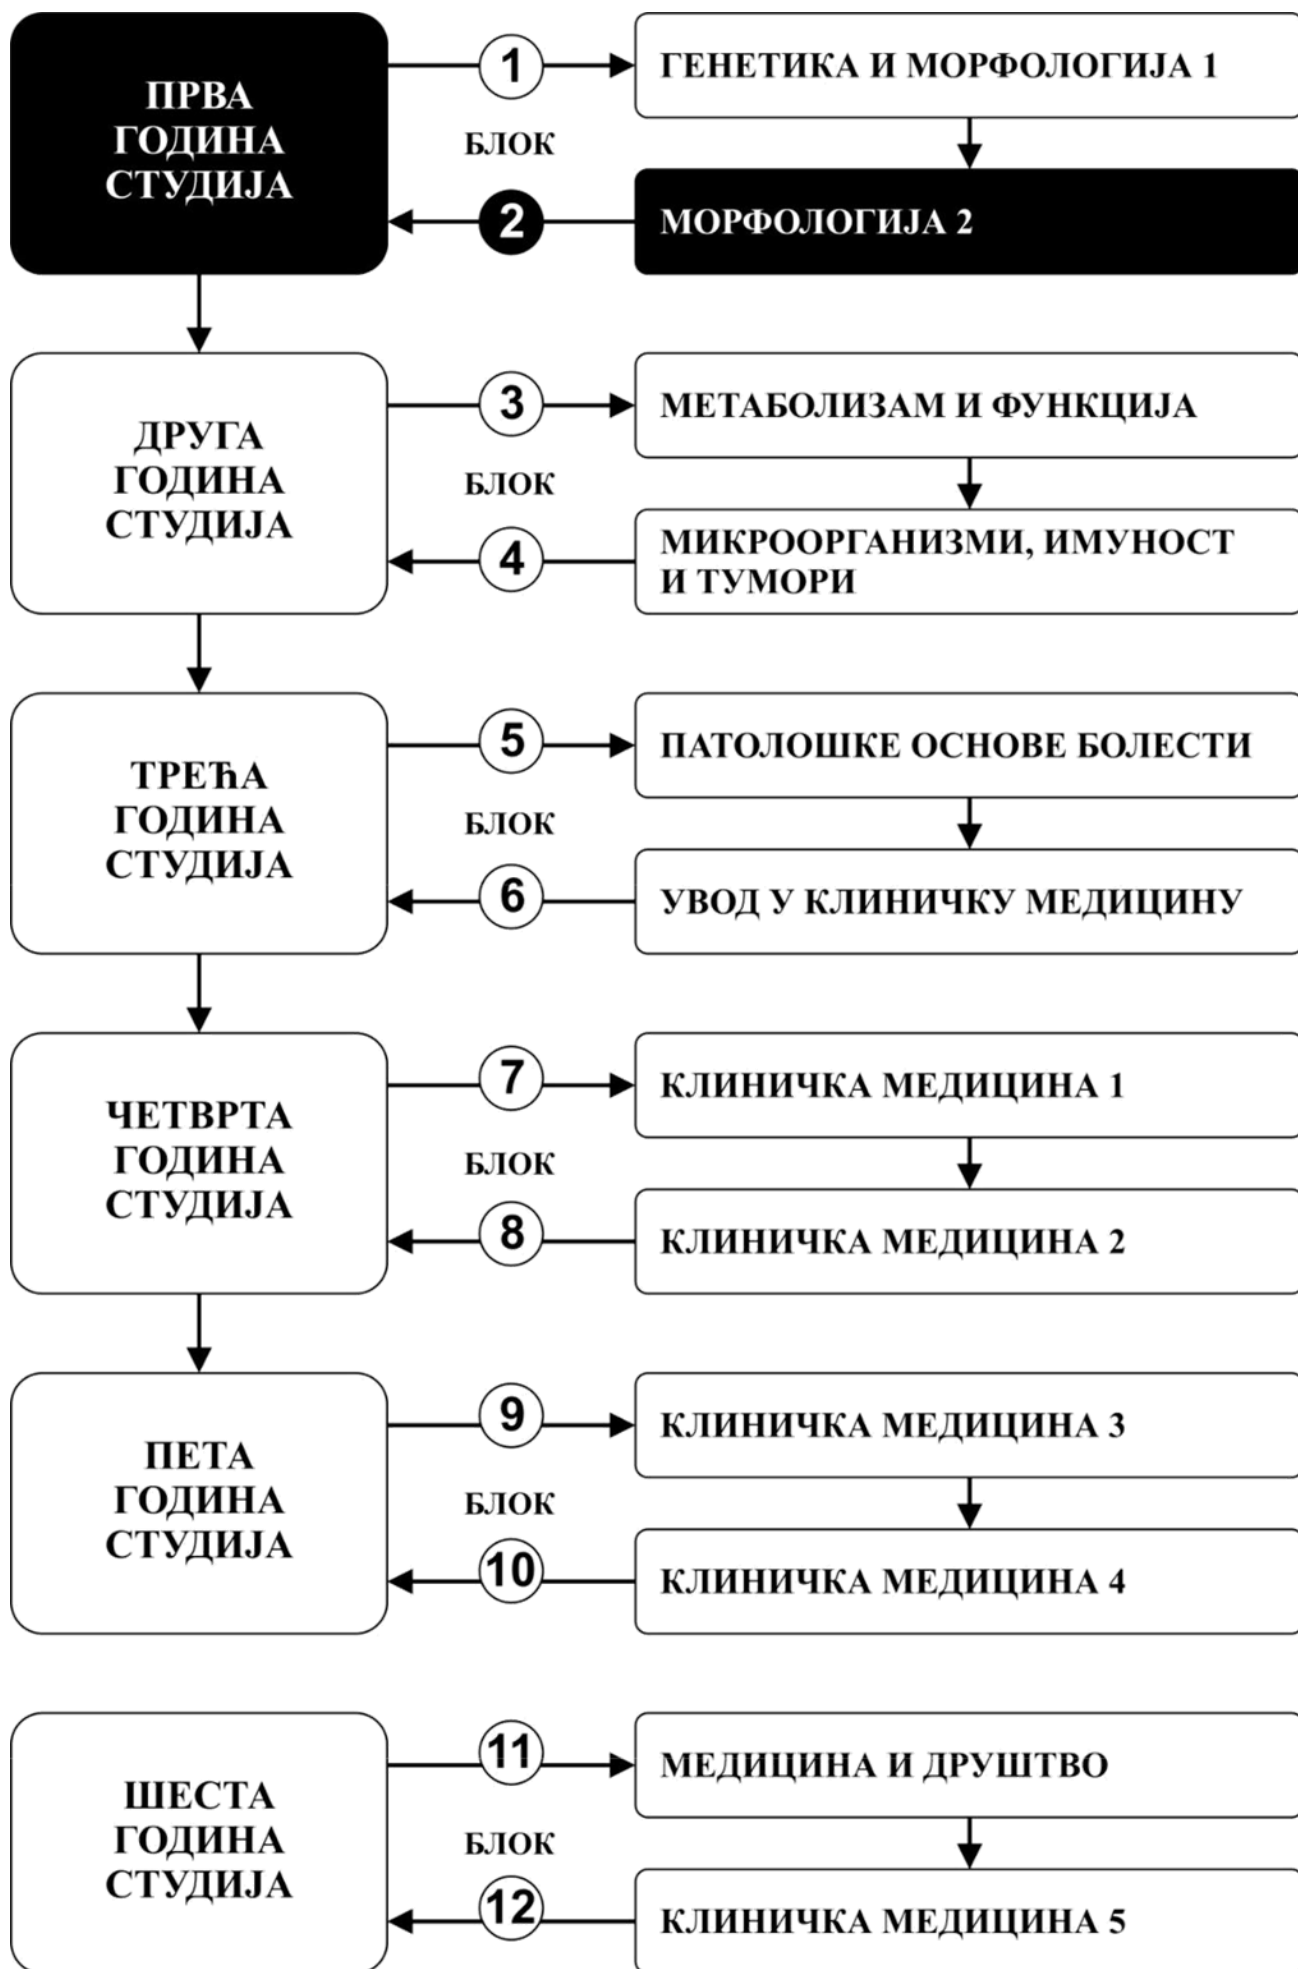 ПРВА
ГОДИНА
СТУДИЈА
1
ГЕНЕТИКА И МОРФОЛОГИЈА 1
БЛОК
2
МОРФОЛОГИЈА 2
ДРУГА
ГОДИНА
СТУДИЈА
3
МЕТАБОЛИЗАМ И ФУНКЦИЈА
БЛОК
4
МИКРООРГАНИЗМИ, ИМУНОСТ
И ТУМОРИ
ТРЕЋА
ГОДИНА
СТУДИЈА
5
ПАТОЛОШКЕ ОСНОВЕ БОЛЕСТИ
БЛОК
6
УВОД У КЛИНИЧКУ МЕДИЦИНУ
ЧЕТВРТА
ГОДИНА
СТУДИЈА
7
КЛИНИЧКА МЕДИЦИНА 1
БЛОК
8
КЛИНИЧКА МЕДИЦИНА 2
ПЕТА
ГОДИНА
СТУДИЈА
9
КЛИНИЧКА МЕДИЦИНА 3
БЛОК
10
КЛИНИЧКА МЕДИЦИНА 4
ШЕСТА
ГОДИНА
СТУДИЈА
11
МЕДИЦИНА И ДРУШТВО
БЛОК
12
КЛИНИЧКА МЕДИЦИНА 5